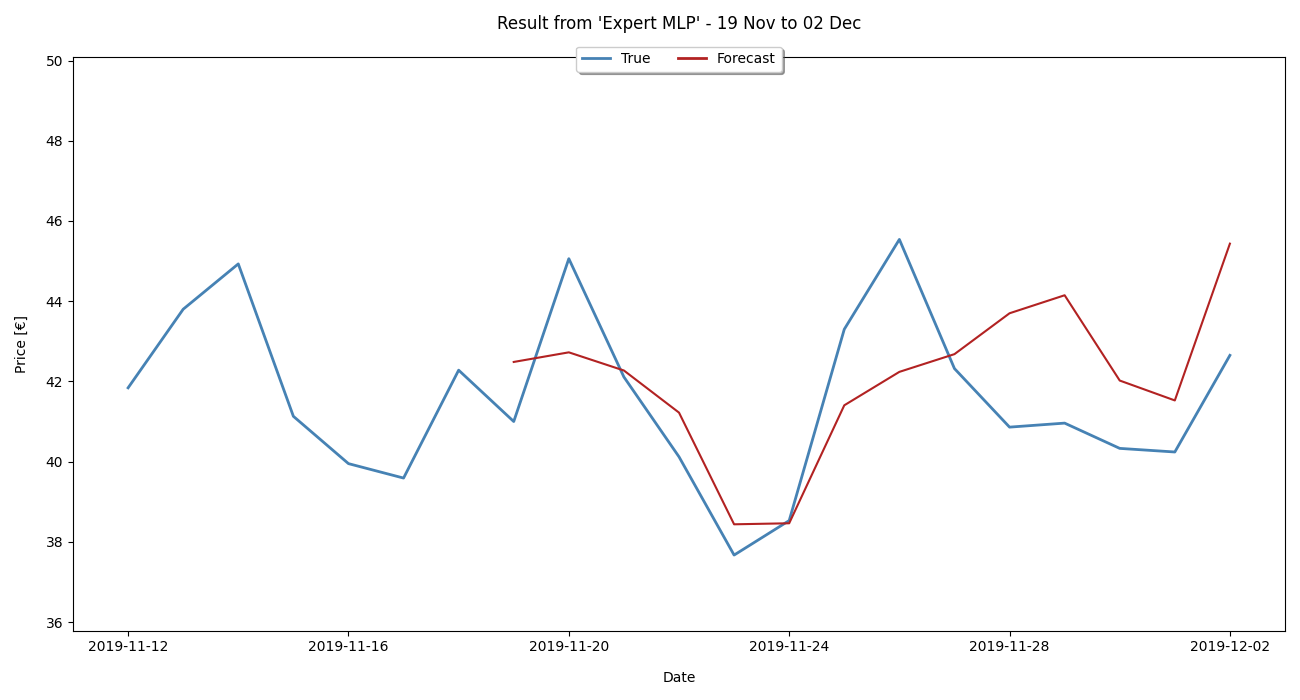 Result from 'Expert MLP' - 19 Nov to 02 Dec
True Forecast
50
48
46
44
42
40
38
36
Price [€]
2019-11-12 2019-11-16 2019-11-20 2019-11-24 2019-11-28 2019-12-02
Date